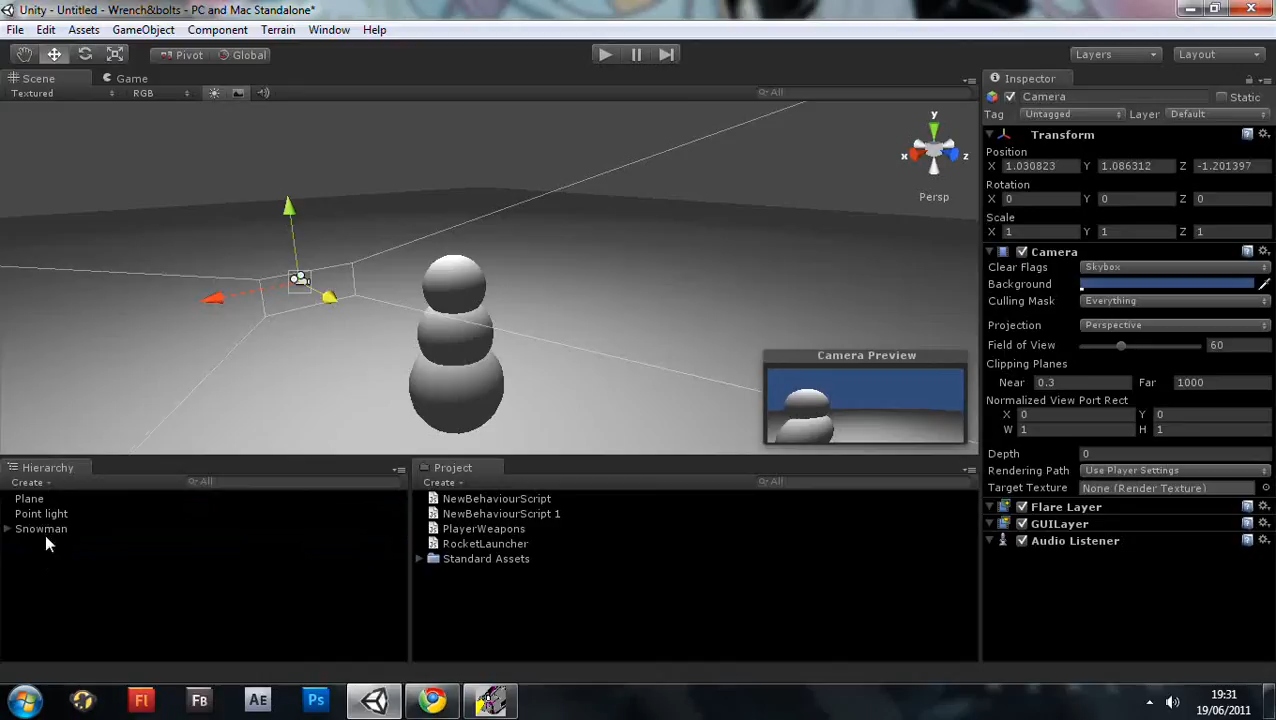 Unity - Untitled - Wrench&bolts - PC and Mac Standalone*
File Edit Assets GameObject Component Terrain Window Help
Pivot Global Layers Layout
Scene Game
Textured RGB All
y
x z
Persp
Camera Preview
Hierarchy
Create All
Plane
Point light
Snowman
Project
Create All
NewBehaviourScript
NewBehaviourScript 1
PlayerWeapons
RocketLauncher
Standard Assets
Inspector
Camera Static
Tag Untagged Layer Default
Transform
Position
X 1.030823 Y 1.086312 Z -1.201397
Rotation
X 0 Y 0 Z 0
Scale
X 1 Y 1 Z 1
Camera
Clear Flags Skybox
Background
Culling Mask Everything
Projection Perspective
Field of View 60
Clipping Planes
Near 0.3 Far 1000
Normalized View Port Rect
X 0 Y 0
W 1 H 1
Depth 0
Rendering Path Use Player Settings
Target Texture None (Render Texture)
Flare Layer
GUILayer
Audio Listener
Fl Fb Ae Ps
19:31
19/06/2011